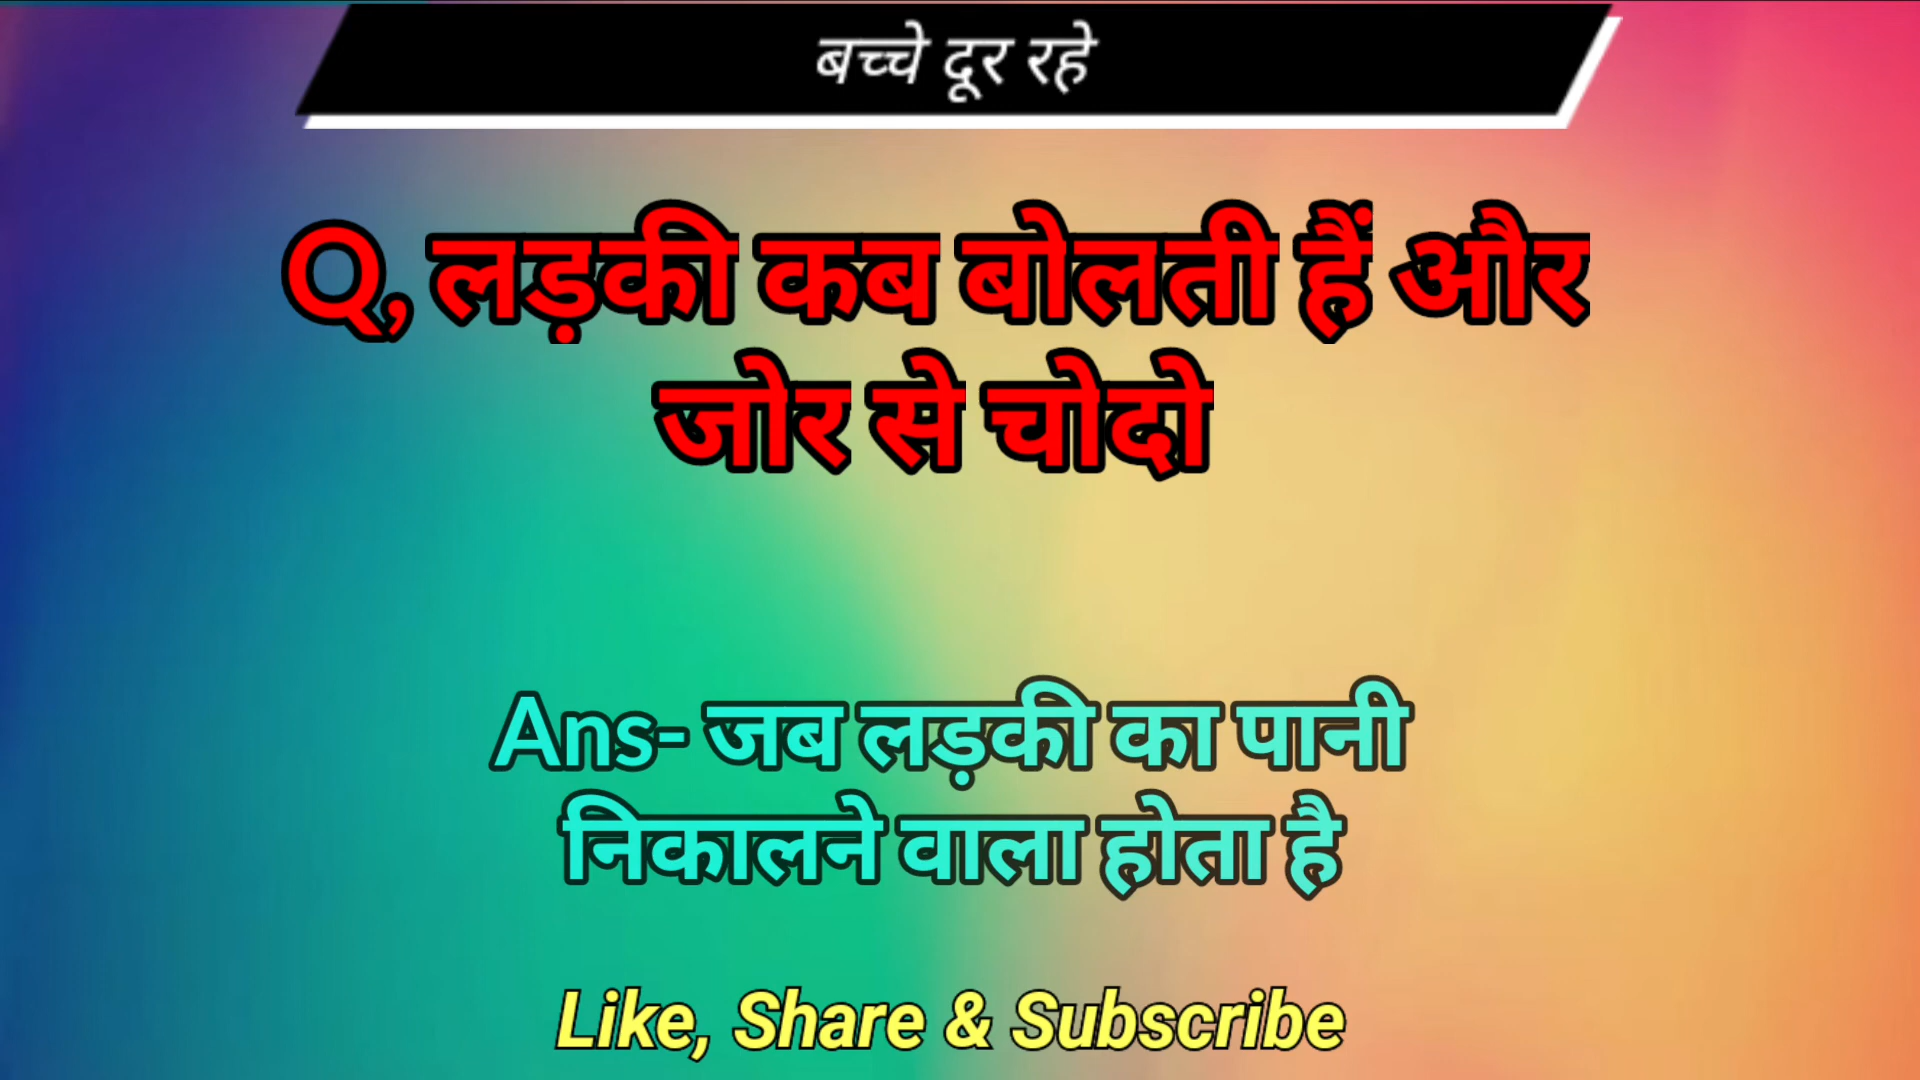 बच्चे दूर रहे
Q, लड़की कब बोलती हैं और
जोर से चोदो
Ans- जब लड़की का पानी
निकालने वाला होता है
Like, Share & Subscribe